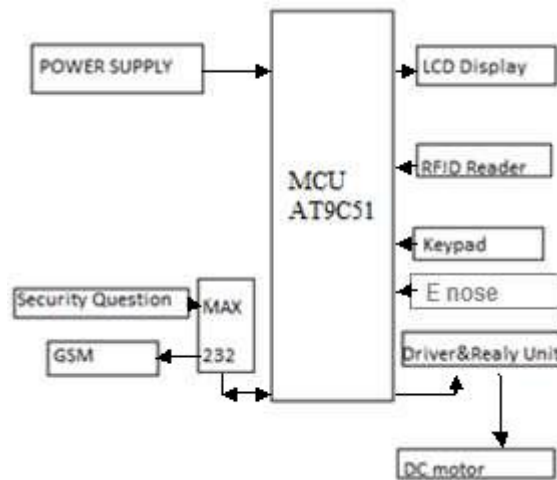 POWER SUPPLY
LCD Display
RFID Reader
MCU
AT9C51
Keypad
E nose
Security Question
MAX
232
GSM
Driver&Realy Unit
DC motor